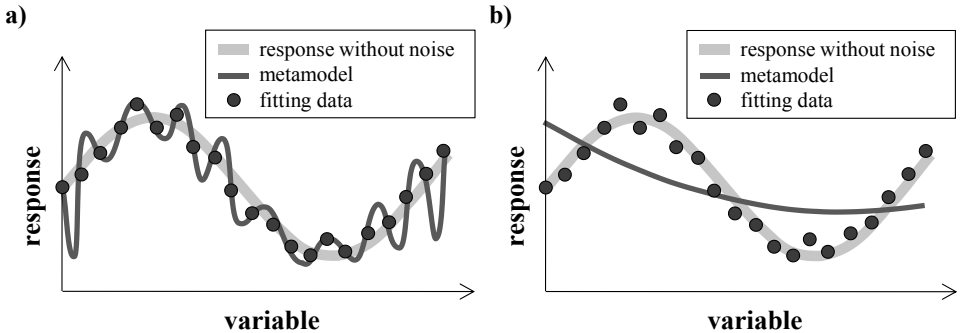 a)
response without noise
metamodel
fitting data
response
variable
b)
response without noise
metamodel
fitting data
response
variable